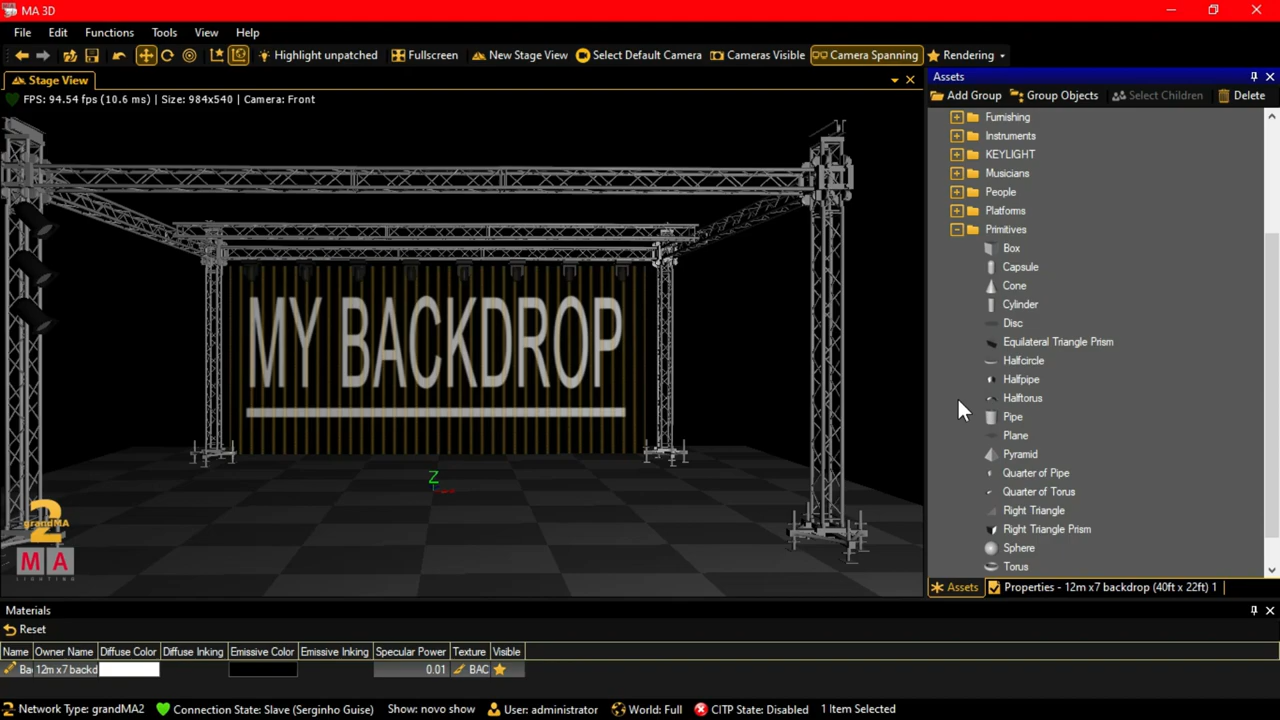 MA 3D
File Edit Functions Tools View Help
Highlight unpatched Fullscreen New Stage View Select Default Camera Cameras Visible Camera Spanning Rendering
Stage View
FPS: 94.54 fps (10.6 ms) | Size: 984x540 | Camera: Front
MY BACKDROP
Z
2
grandMA
MA
LIGHTING
Assets
Add Group Group Objects Select Children Delete
Furnishing
Instruments
KEYLIGHT
Musicians
People
Platforms
Primitives
Box
Capsule
Cone
Cylinder
Disc
Equilateral Triangle Prism
Halfcircle
Halfpipe
Halftorus
Pipe
Plane
Pyramid
Quarter of Pipe
Quarter of Torus
Right Triangle
Right Triangle Prism
Sphere
Torus
Assets Properties - 12m x7 backdrop (40ft x 22ft) 1
Materials
Reset
Name Owner Name Diffuse Color Diffuse Inking Emissive Color Emissive Inking Specular Power Texture Visible
Ba 12m x7 backd 0.01 BAC
2 Network Type: grandMA2 Connection State: Slave (Serginho Guise) Show: novo show User: administrator World: Full CITP State: Disabled 1 Item Selected